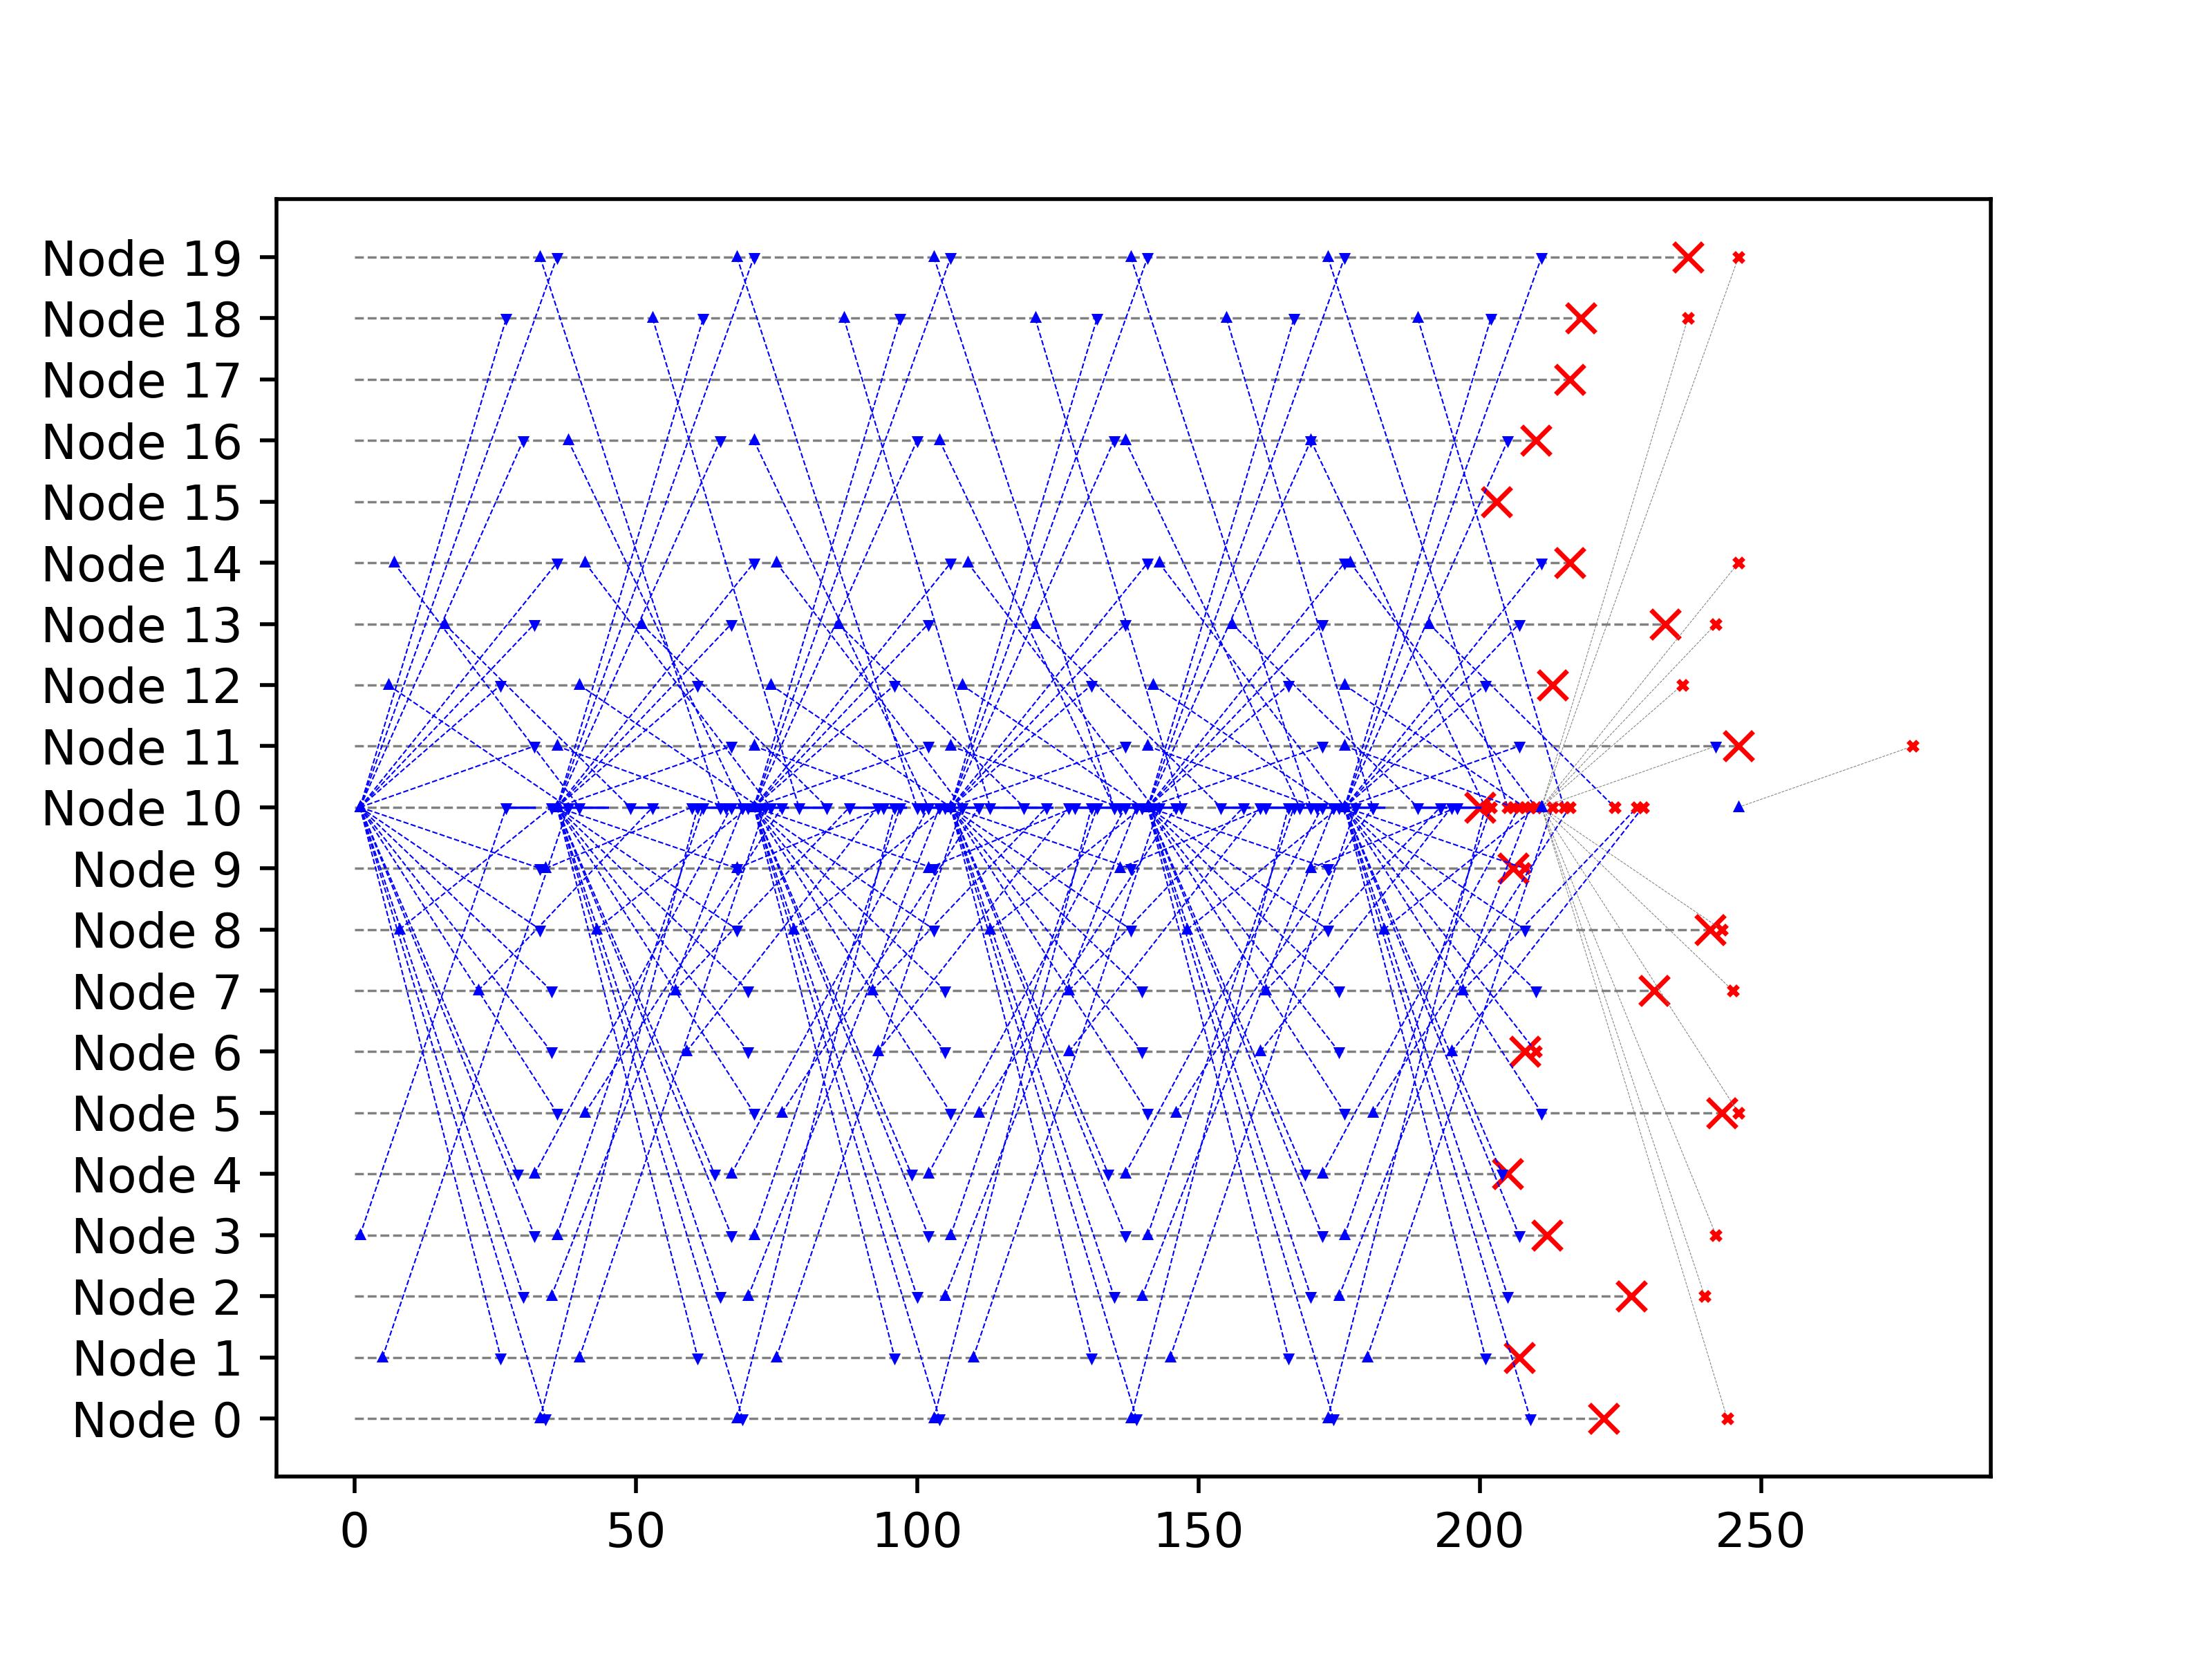 Node 19
Node 18
Node 17
Node 16
Node 15
Node 14
Node 13
Node 12
Node 11
Node 10
Node 9
Node 8
Node 7
Node 6
Node 5
Node 4
Node 3
Node 2
Node 1
Node 0
0 50 100 150 200 250